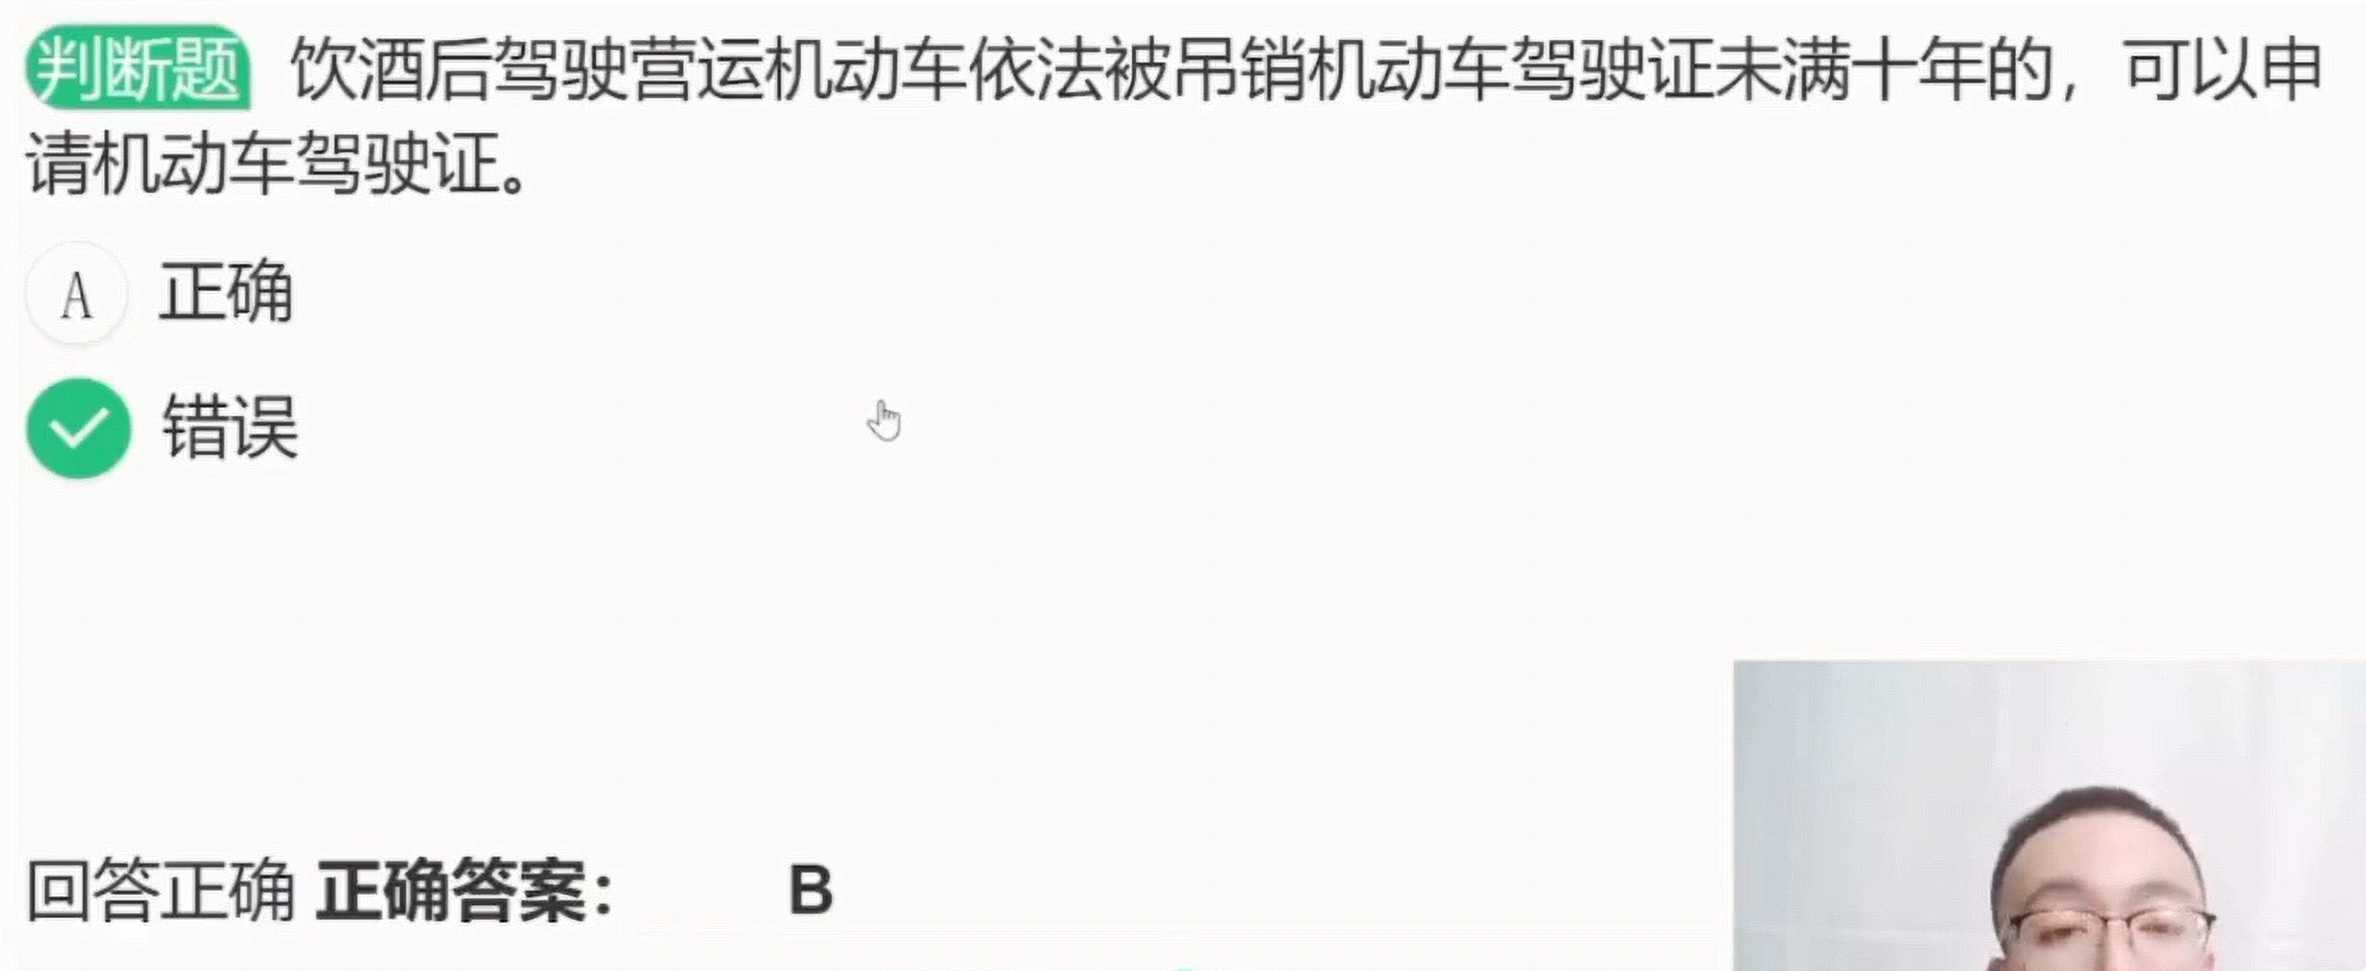 判断题 饮酒后驾驶营运机动车依法被吊销机动车驾驶证未满十年的，可以申
请机动车驾驶证。
A 正确
错误
回答正确 正确答案： B